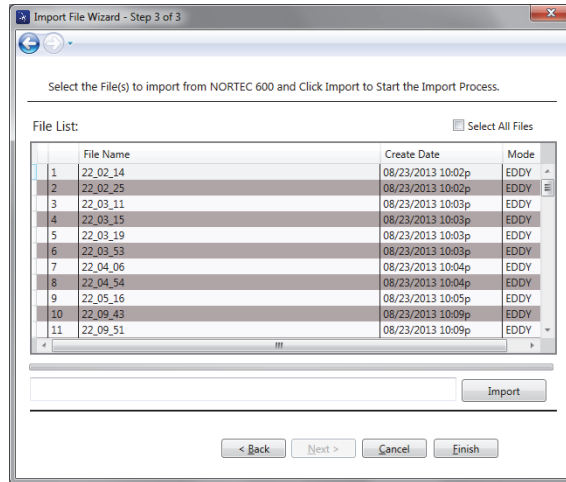 Import File Wizard - Step 3 of 3
Select the File(s) to import from NORTEC 600 and Click Import to Start the Import Process.
File List:
Select All Files
File Name Create Date Mode
1 22_02_14 08/23/2013 10:02p EDDY
2 22_02_25 08/23/2013 10:02p EDDY
3 22_03_11 08/23/2013 10:03p EDDY
4 22_03_15 08/23/2013 10:03p EDDY
5 22_03_19 08/23/2013 10:03p EDDY
6 22_03_53 08/23/2013 10:03p EDDY
7 22_04_06 08/23/2013 10:04p EDDY
8 22_04_54 08/23/2013 10:04p EDDY
9 22_05_16 08/23/2013 10:05p EDDY
10 22_09_43 08/23/2013 10:09p EDDY
11 22_09_51 08/23/2013 10:09p EDDY
Import
< Back Next > Cancel Finish